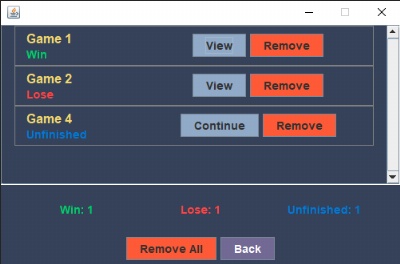 Game 1
Win
View Remove
Game 2
Lose
View Remove
Game 4
Unfinished
Continue Remove
Win: 1 Lose: 1 Unfinished: 1
Remove All Back